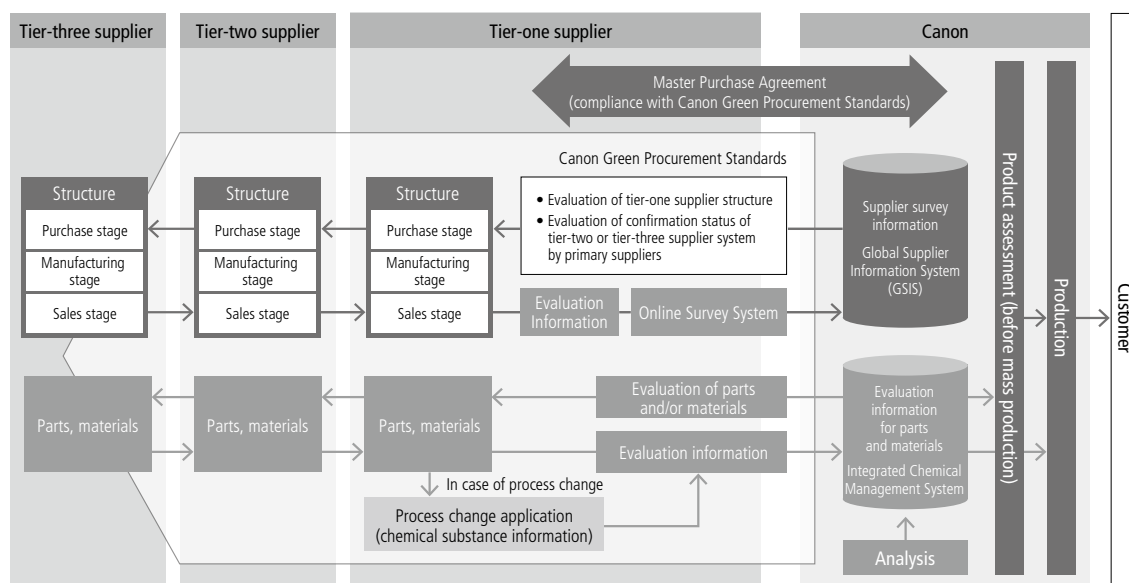 Tier-three supplier
Tier-two supplier
Tier-one supplier
Canon
Master Purchase Agreement
(compliance with Canon Green Procurement Standards)
Canon Green Procurement Standards
• Evaluation of tier-one supplier structure
• Evaluation of confirmation status of
tier-two or tier-three supplier system
by primary suppliers
Structure
Purchase stage
Manufacturing
stage
Sales stage
Structure
Purchase stage
Manufacturing
stage
Sales stage
Structure
Purchase stage
Manufacturing
stage
Sales stage
Evaluation
Information
Online Survey System
Supplier survey
information
Global Supplier
Information System
(GSIS)
Parts, materials
Parts, materials
Parts, materials
Evaluation of parts
and/or materials
Evaluation information
In case of process change
Process change application
(chemical substance information)
Evaluation
information
for parts
and materials
Integrated Chemical
Management System
Analysis
Product assessment (before mass production)
Production
Customer